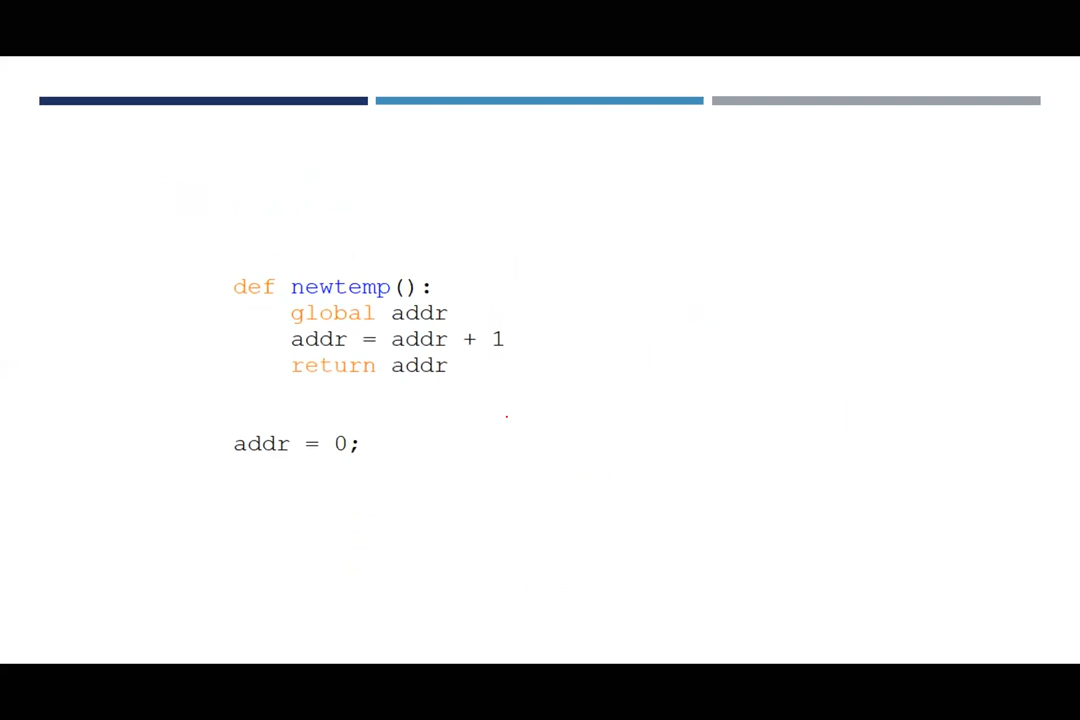 def newtemp():
    global addr
    addr = addr + 1
    return addr
addr = 0;